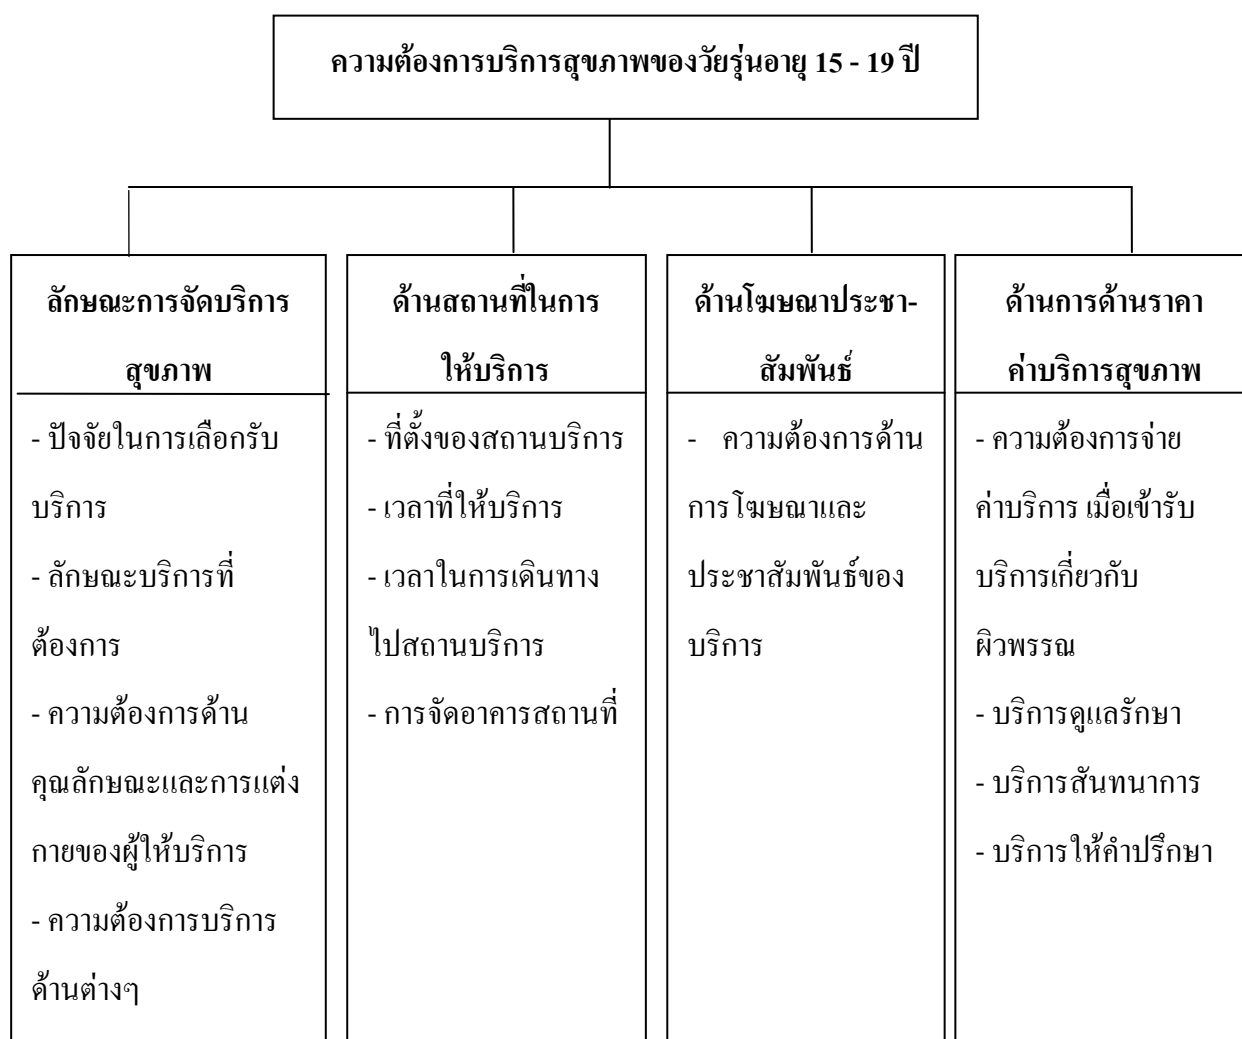 ความต้องการบริการสุขภาพของวัยรุ่นอายุ 15 - 19 ปี
ลักษณะการจัดบริการ
สุขภาพ
- ปัจจัยในการเลือกรับ
บริการ
- ลักษณะบริการที่
ต้องการ
- ความต้องการด้าน
คุณลักษณะและการแต่ง
กายของผู้ให้บริการ
- ความต้องการบริการ
ด้านต่างๆ
ด้านสถานที่ในการ
ให้บริการ
- ที่ตั้งของสถานบริการ
- เวลาที่ให้บริการ
- เวลาในการเดินทาง
ไปสถานบริการ
- การจัดอาคารสถานที่
ด้านโฆษณาประชา-
สัมพันธ์
- ความต้องการด้าน
การโฆษณาและ
ประชาสัมพันธ์ของ
บริการ
ด้านการด้านราคา
ค่าบริการสุขภาพ
- ความต้องการจ่าย
ค่าบริการ เมื่อเข้ารับ
บริการเกี่ยวกับ
ผิวพรรณ
- บริการดูแลรักษา
- บริการสันทนาการ
- บริการให้คำปรึกษา